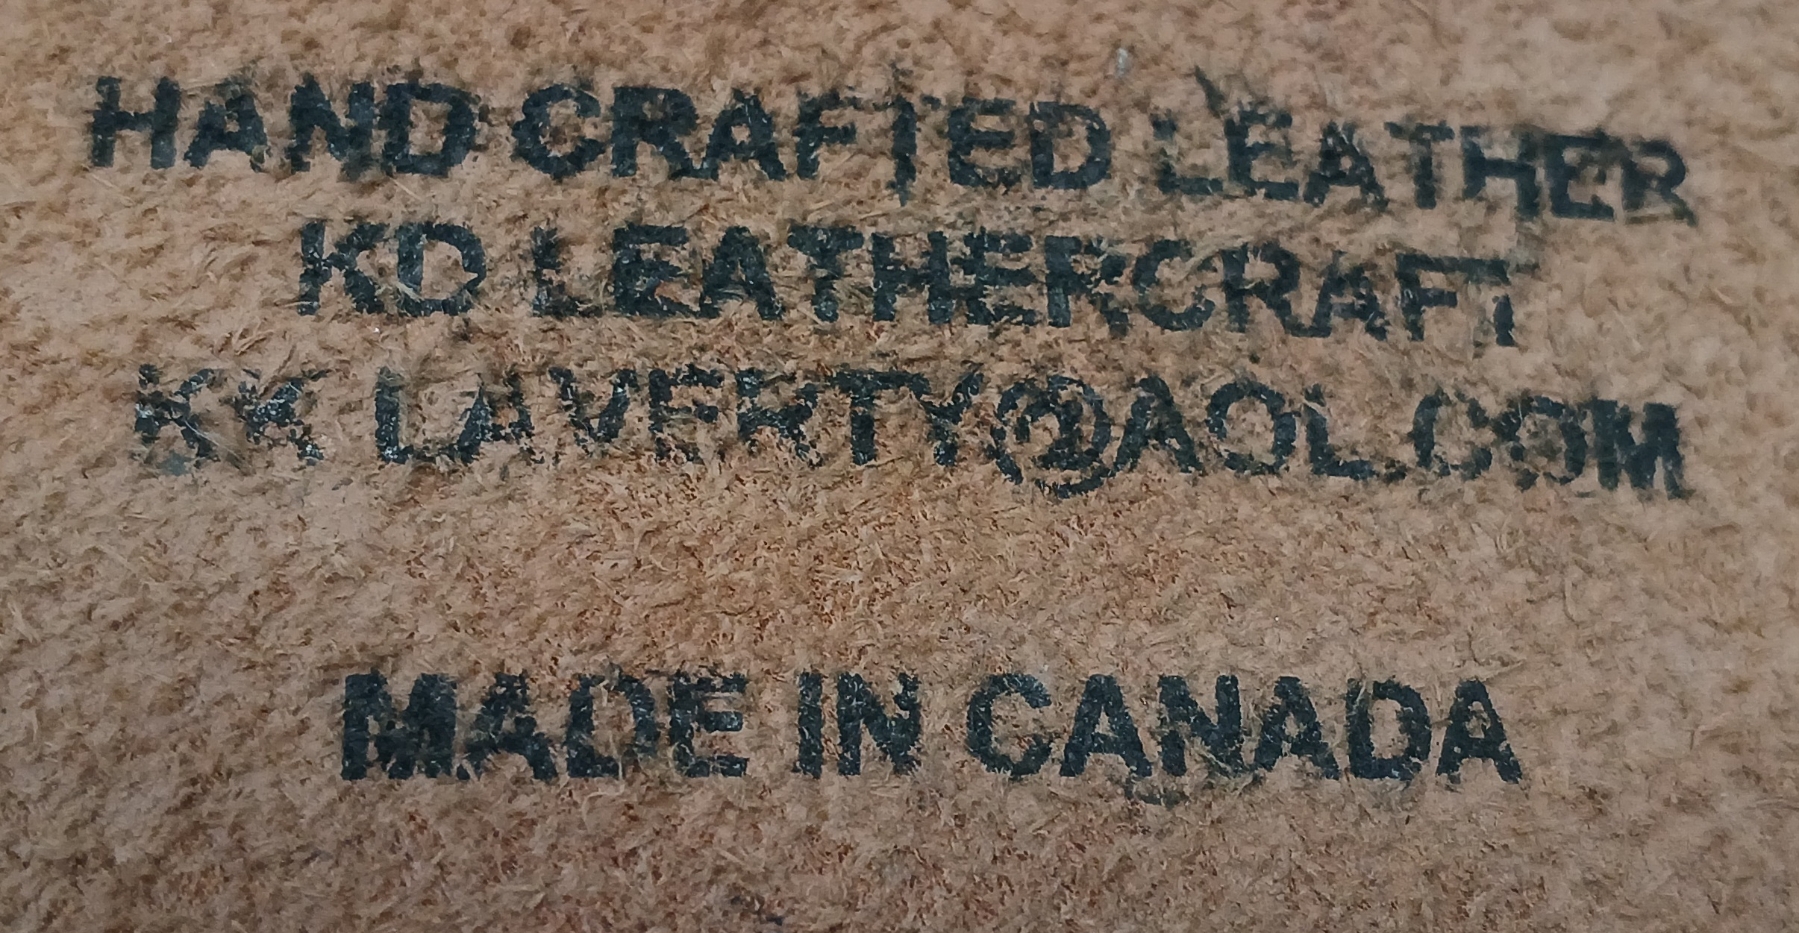 HAND CRAFTED LEATHER
KD LEATHERCRAFT
KK LAVERTY@AOL.COM
MADE IN CANADA